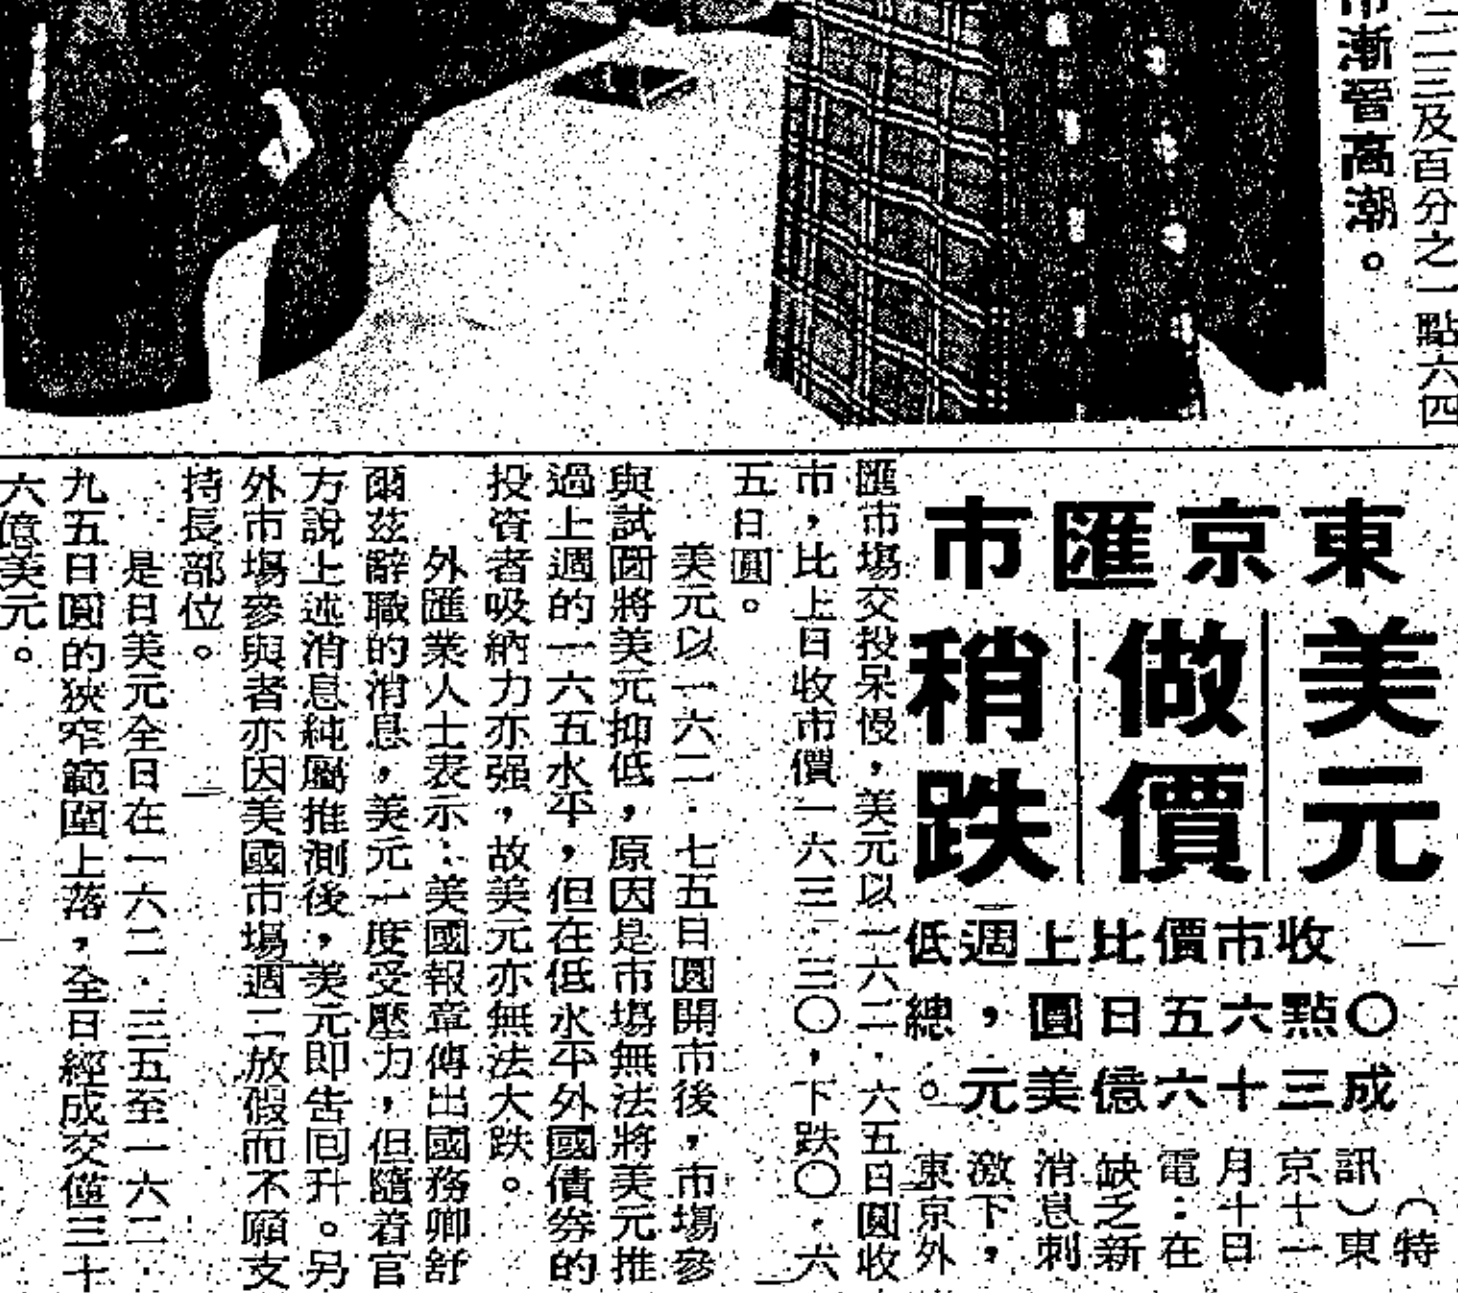 二三及百分之一點六四
市漸晉高潮。
東京匯市
美元
做價
稍跌
收市價比上週低
〇點六五日圓，總
成三十六億美元。
（特
訊）東
京十一
月十日
電：在
缺乏新
消息刺
激下，
東京外
匯市場交投呆慢，美元以一六二．六五日圓收
市，比上日收市價一六三．三〇，下跌〇．六
五日圓。
美元以一六二．七五日圓開市後，市場參
與試圖將美元抑低，原因是市場無法將美元推
過上週的一六五水平，但在低水平外國債券的
投資者吸納力亦强，故美元亦無法大跌。
外匯業人士表示：美國報章傳出國務卿舒
爾茲辭職的消息，美元一度受壓力，但隨着官
方說上述消息純屬推測後，美元即告回升。另
外市場參與者亦因美國市場週二放假而不願支
持長部位。
是日美元全日在一六二．三五至一六二．
九五日圓的狹窄範圍上落，全日經成交僅三十
六億美元。